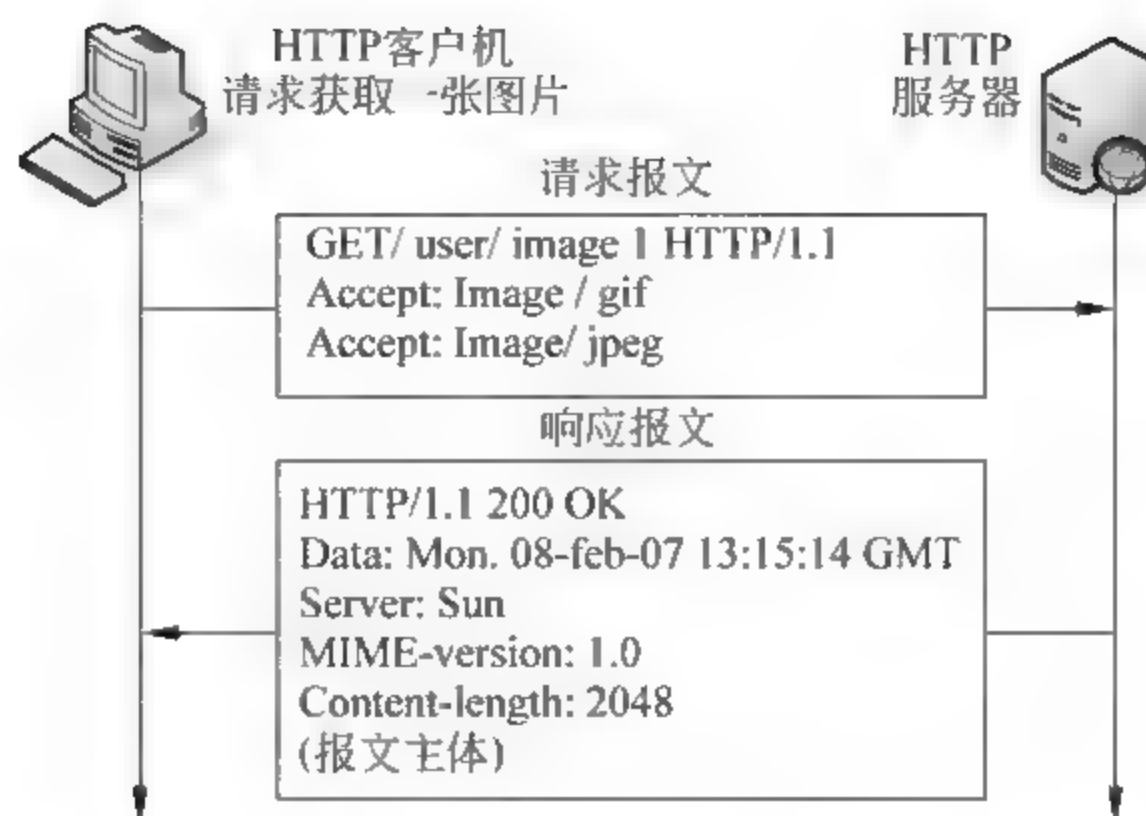 HTTP客户机
请求获取一张图片
HTTP
服务器
请求报文
GET/ user/ image 1 HTTP/1.1
Accept: Image / gif
Accept: Image/ jpeg
响应报文
HTTP/1.1 200 OK
Data: Mon. 08-feb-07 13:15:14 GMT
Server: Sun
MIME-version: 1.0
Content-length: 2048
(报文主体)